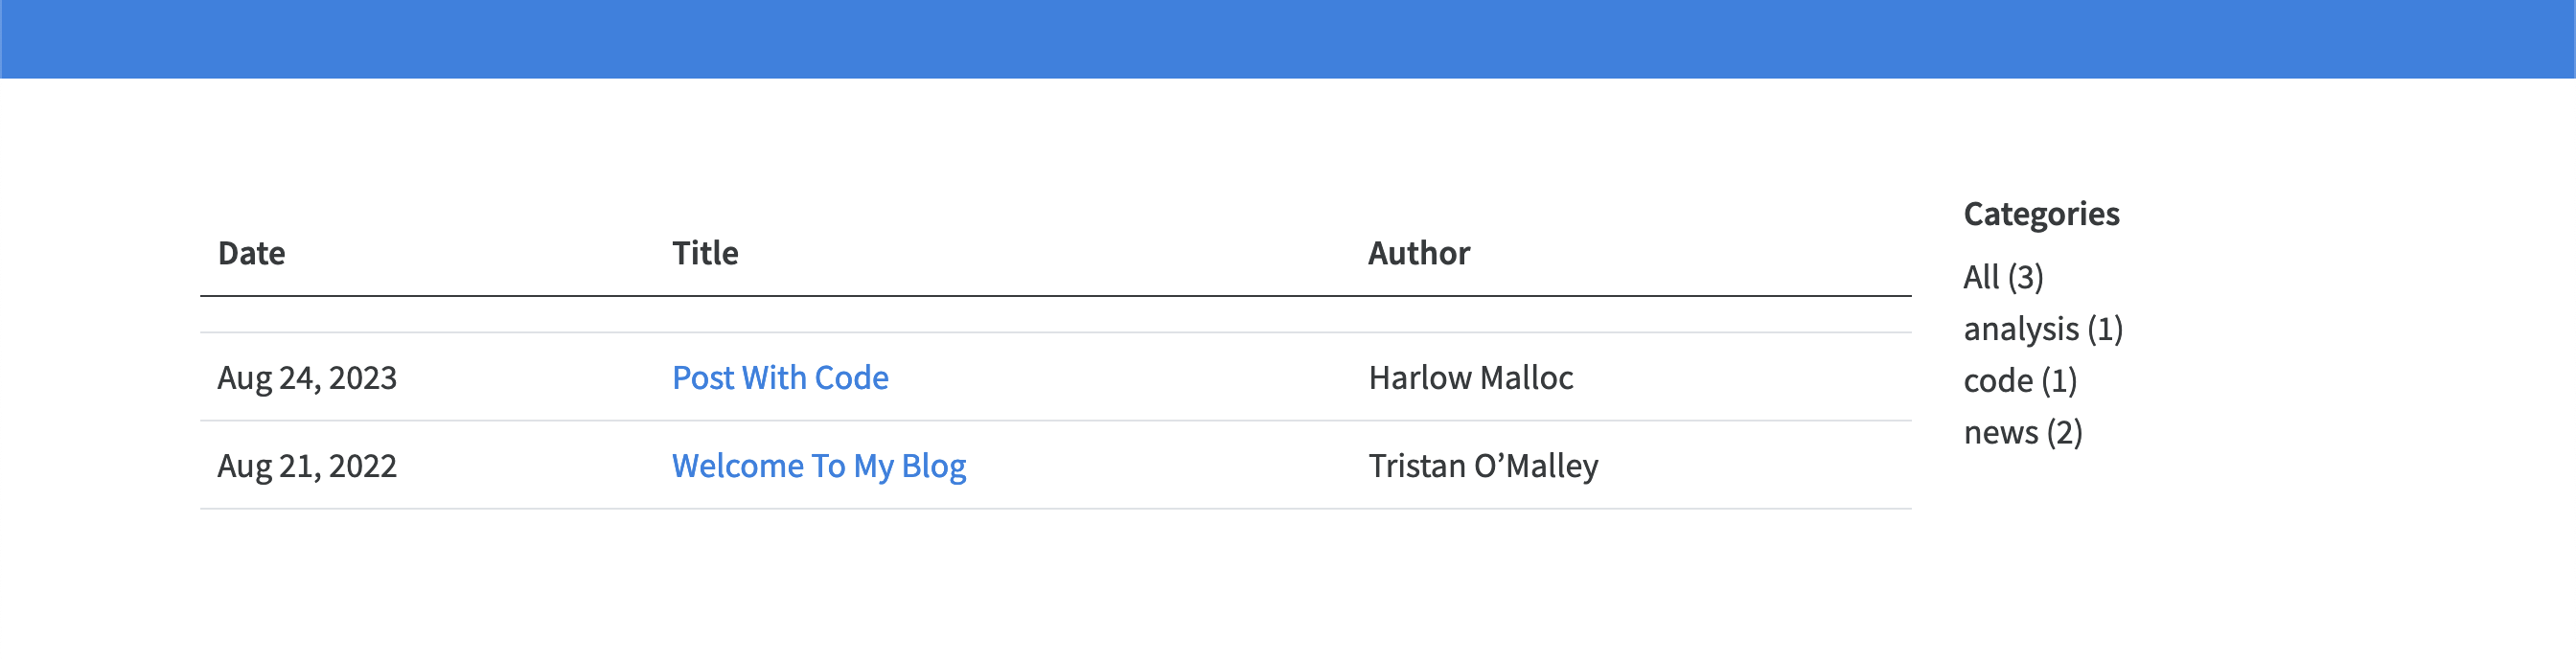 Date Title Author
Aug 24, 2023 Post With Code Harlow Malloc
Aug 21, 2022 Welcome To My Blog Tristan O’Malley
Categories
All (3)
analysis (1)
code (1)
news (2)